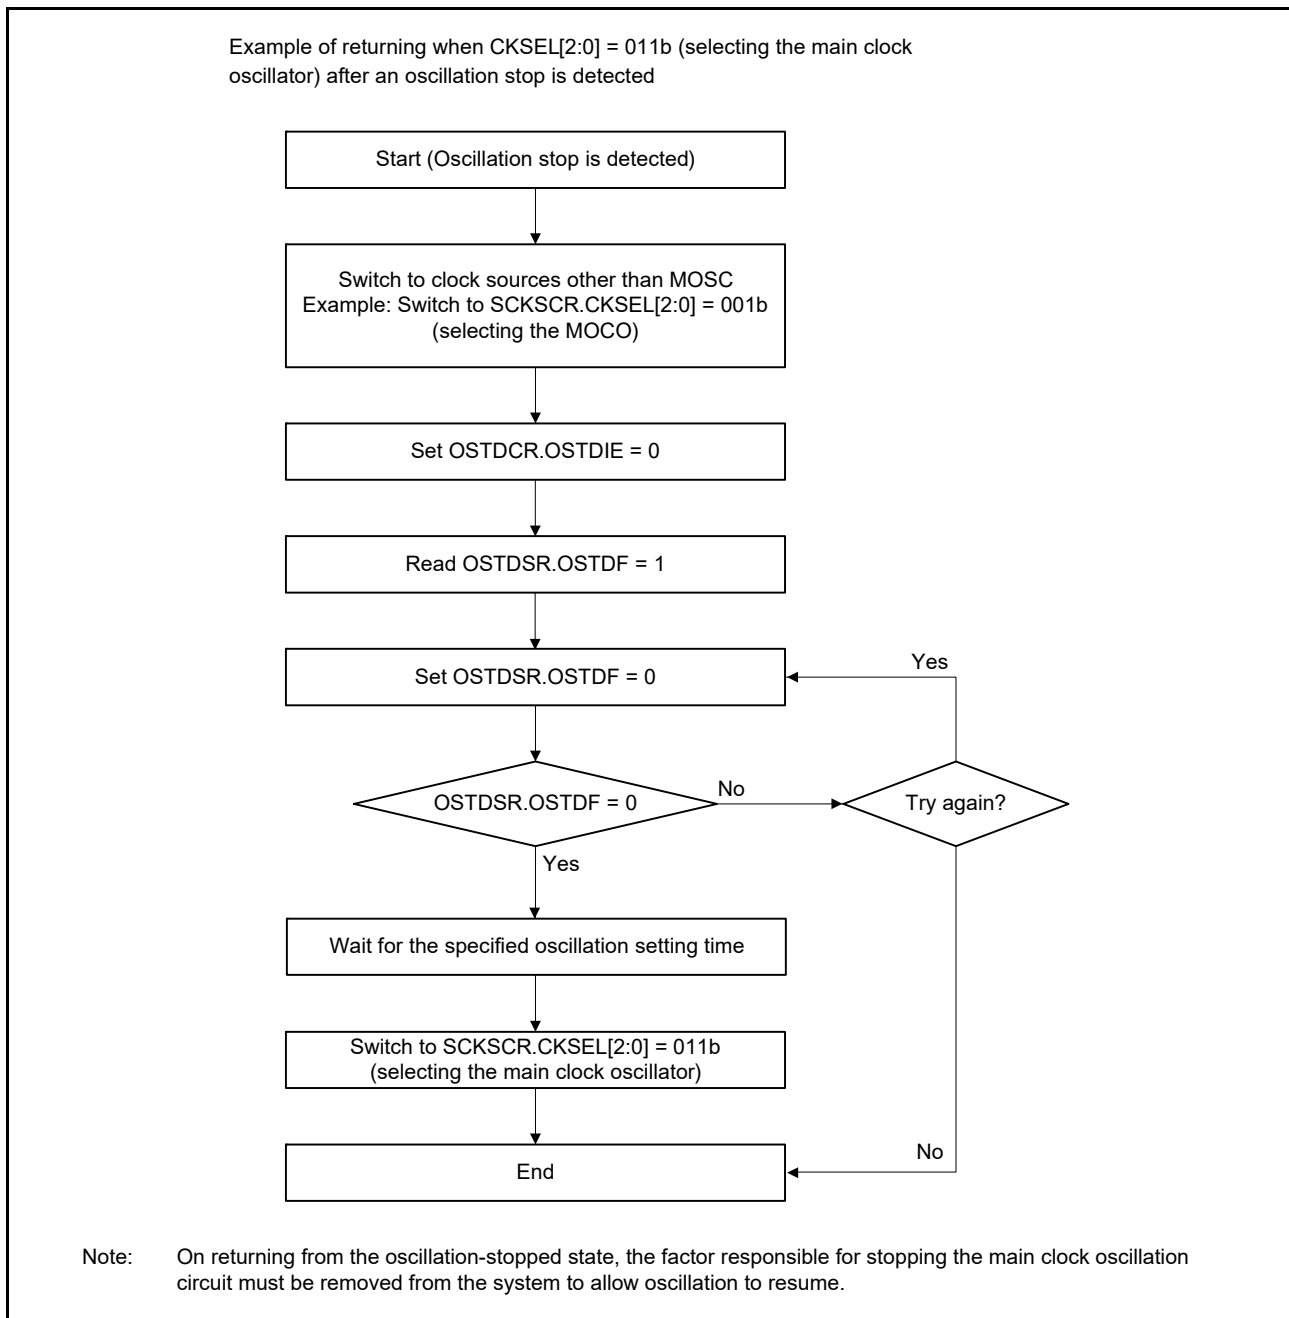 Example of returning when CKSEL[2:0] = 011b (selecting the main clock
oscillator) after an oscillation stop is detected
Start (Oscillation stop is detected)
Switch to clock sources other than MOSC
Example: Switch to SCKSCR.CKSEL[2:0] = 001b
(selecting the MOCO)
Set OSTDCR.OSTDIE = 0
Read OSTDSR.OSTDF = 1
Set OSTDSR.OSTDF = 0
Yes
OSTDSR.OSTDF = 0
No
Try again?
Yes
Wait for the specified oscillation setting time
Switch to SCKSCR.CKSEL[2:0] = 011b
(selecting the main clock oscillator)
No
End
Note: On returning from the oscillation-stopped state, the factor responsible for stopping the main clock oscillation
circuit must be removed from the system to allow oscillation to resume.